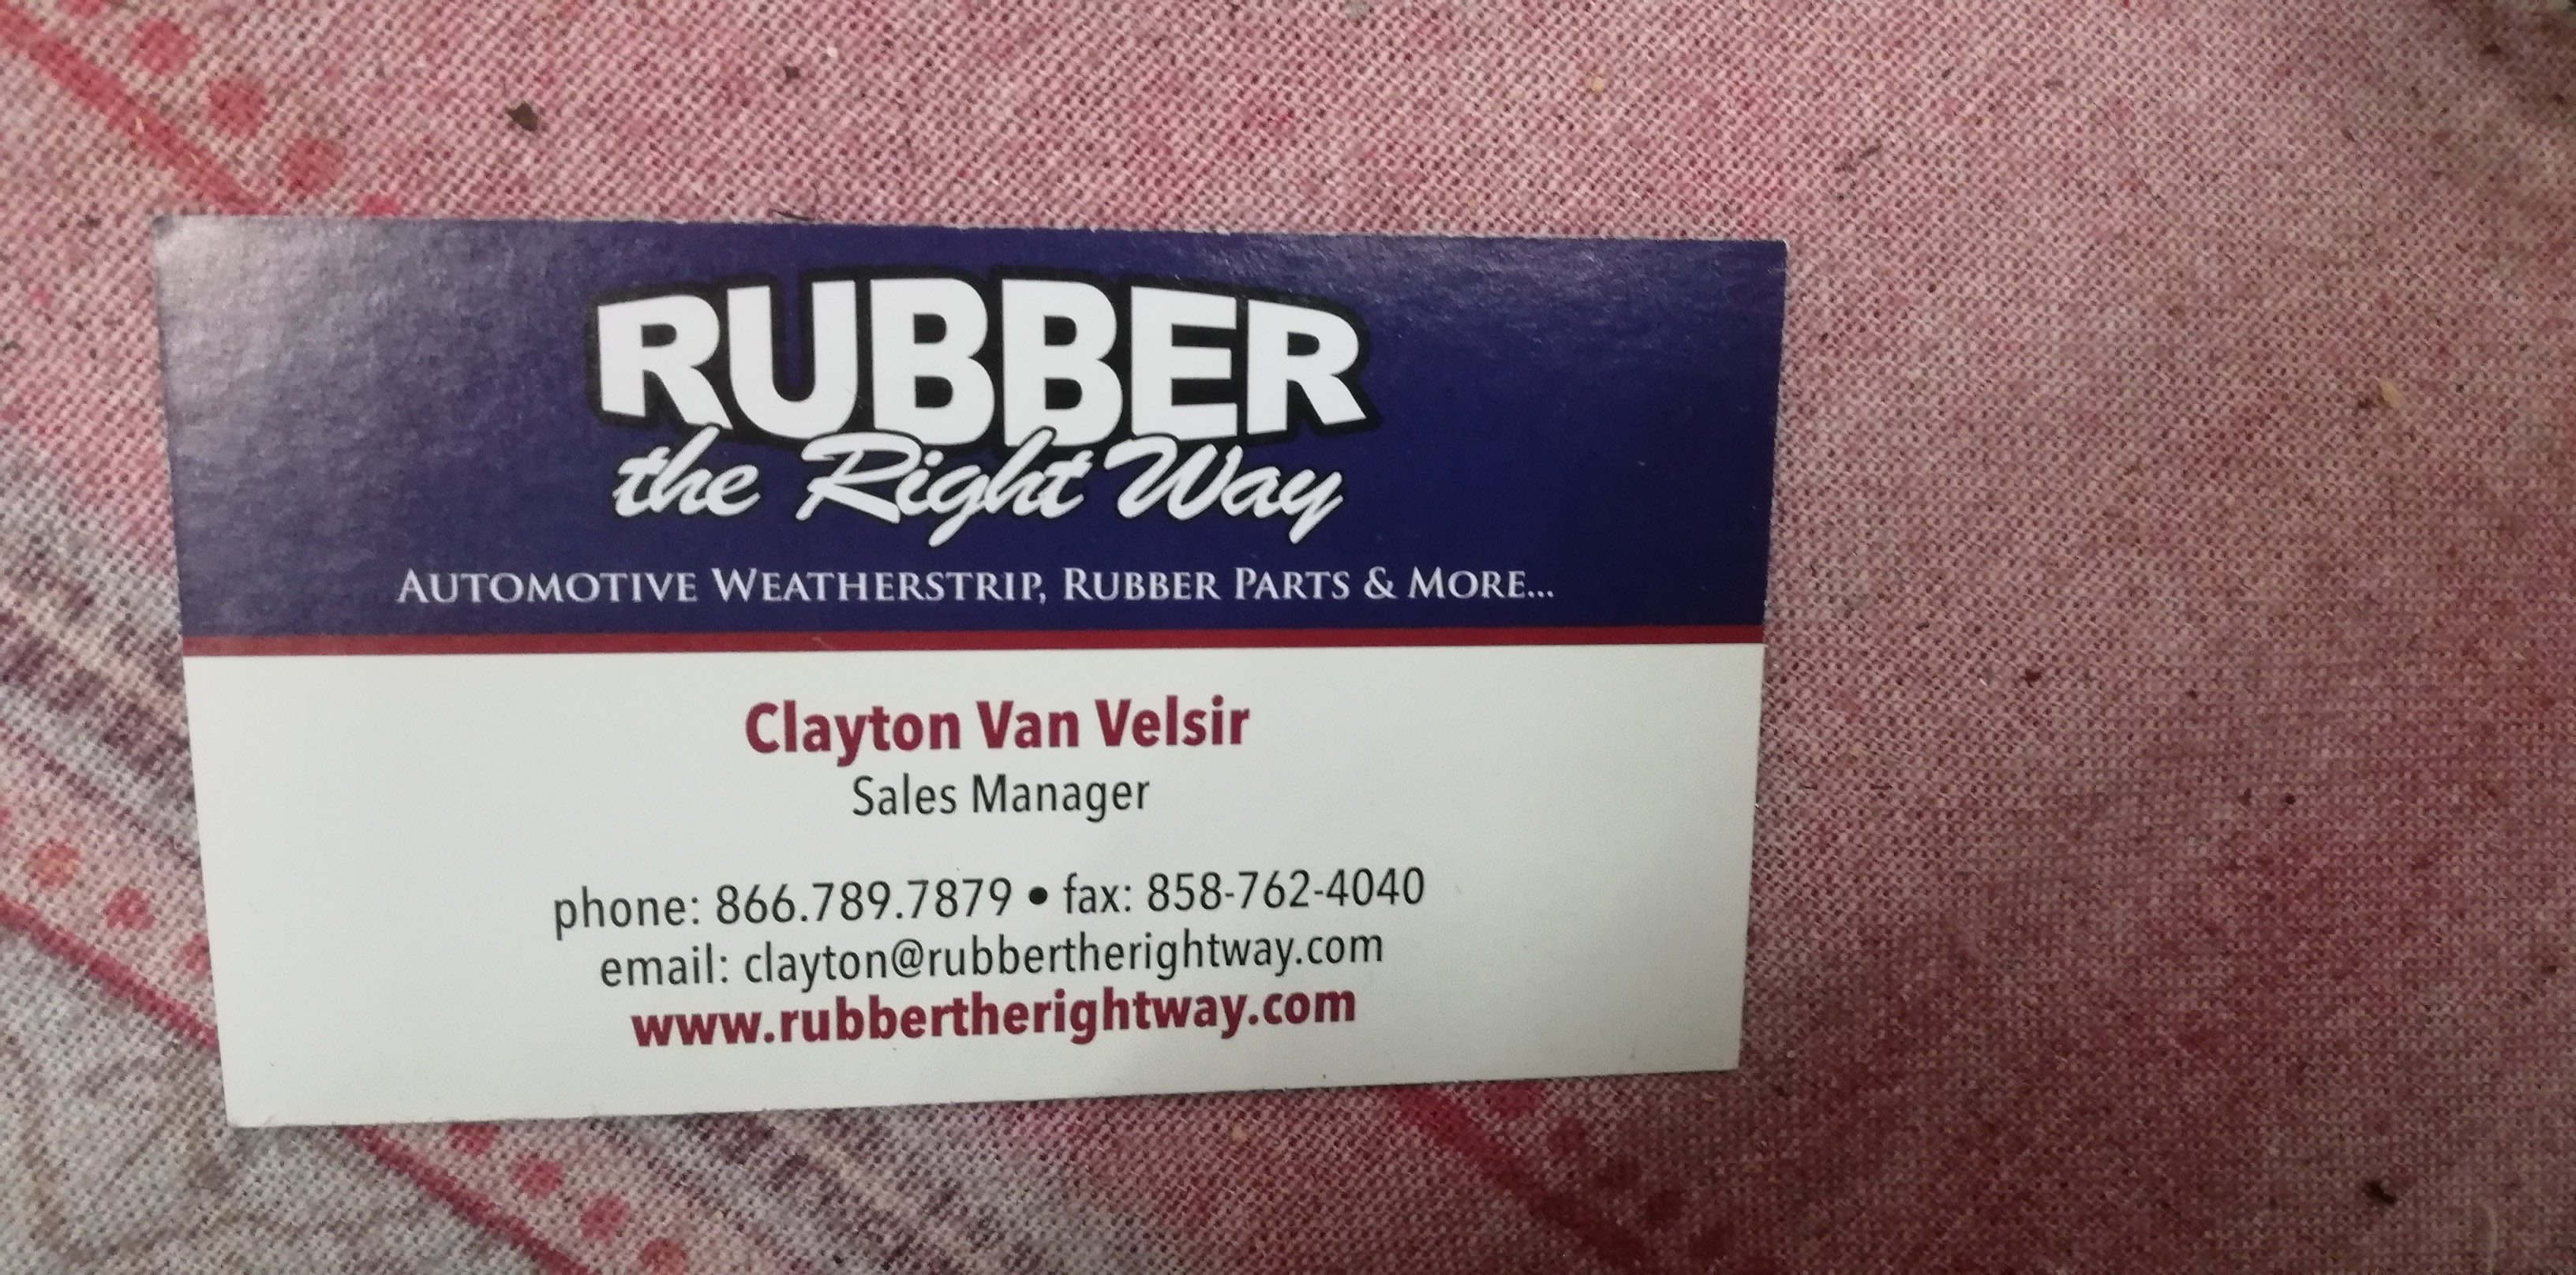 RUBBER
the Right Way
AUTOMOTIVE WEATHERSTRIP, RUBBER PARTS & MORE...
Clayton Van Velsir
Sales Manager
phone: 866.789.7879 • fax: 858-762-4040
email: clayton@rubbertherightway.com
www.rubbertherightway.com